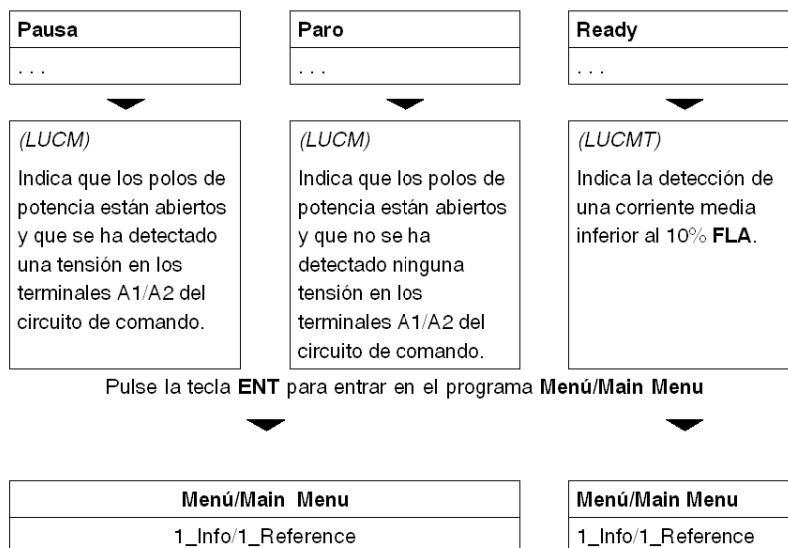 Pausa
. . .
Paro
. . .
Ready
. . .
(LUCM)
Indica que los polos de
potencia están abiertos
y que se ha detectado
una tensión en los
terminales A1/A2 del
circuito de comando.
(LUCM)
Indica que los polos de
potencia están abiertos
y que no se ha
detectado ninguna
tensión en los
terminales A1/A2 del
circuito de comando.
(LUCMT)
Indica la detección de
una corriente media
inferior al 10% FLA.
Pulse la tecla ENT para entrar en el programa Menú/Main Menu
Menú/Main Menu
1_Info/1_Reference
Menú/Main Menu
1_Info/1_Reference